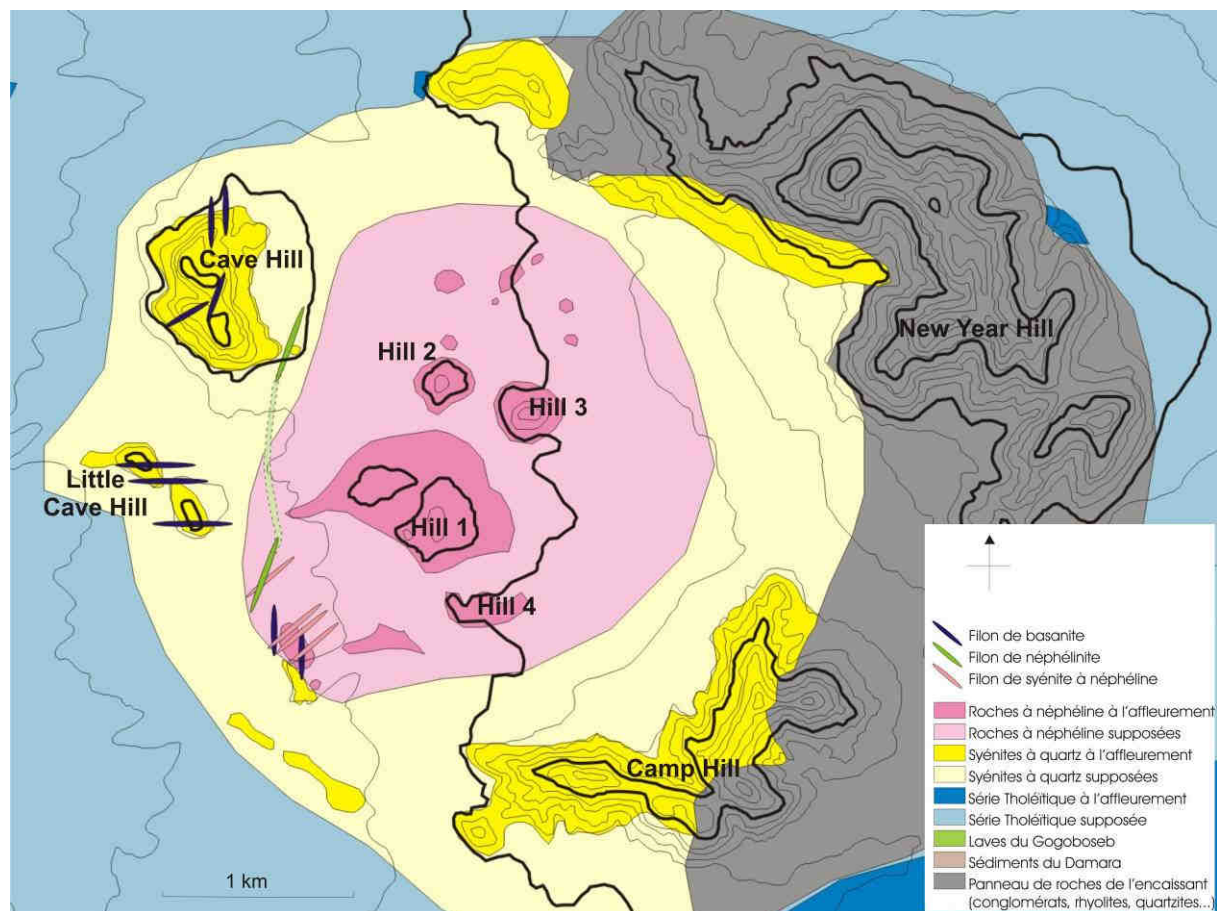 Cave Hill
New Year Hill
Hill 2
Hill 3
Little
Cave Hill
Hill 1
Hill 4
Camp Hill
1 km
Filon de basanite
Filon de néphélinite
Filon de syénite à néphéline
Roches à néphéline à l'affleurement
Roches à néphéline supposées
Syénites à quartz à l'affleurement
Syénites à quartz supposées
Série Tholéïtique à l'affleurement
Série Tholéïtique supposée
Laves du Gogoboseb
Sédiments du Damara
Panneau de roches de l'encaissant
(conglomérats, rhyolites, quartzites...)